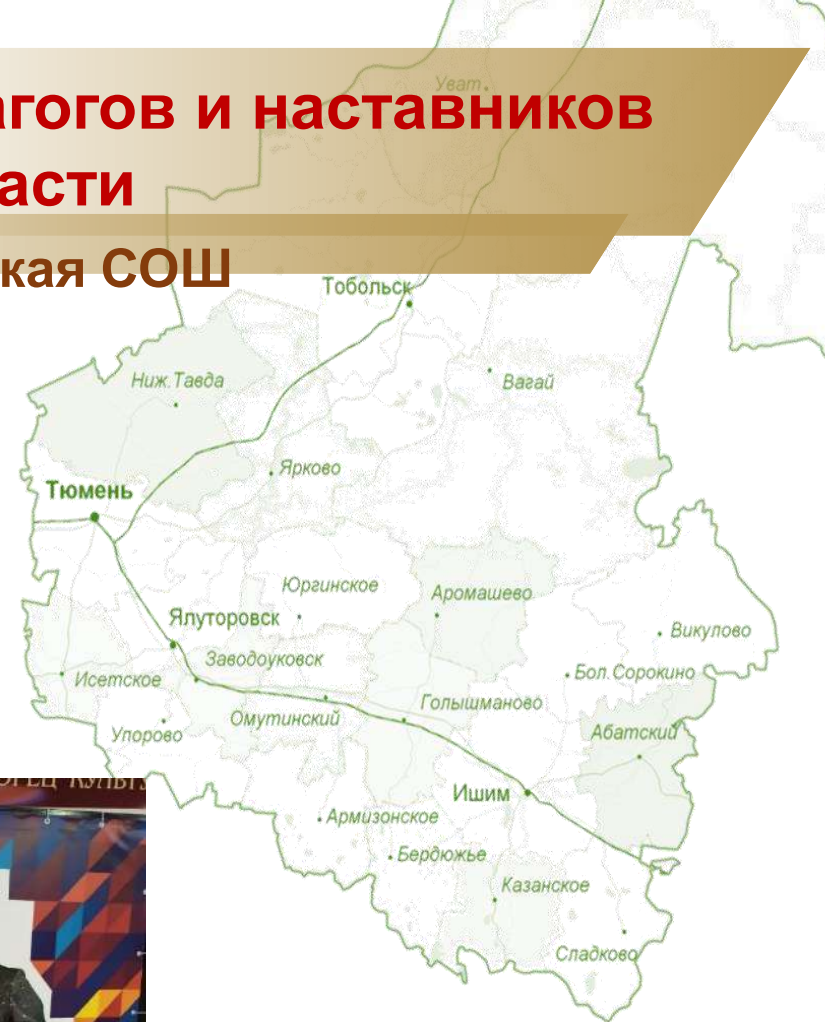 Уват
агогов и наставников
асти
кая СОШ
Тобольск
Ниж.Тавда
Вагай
Ярково
Тюмень
Юргинское
Аромашево
Ялуторовск
Викулово
Заводоуковск
Бол.Сорокино
Исетское
Голышманово
Омутинский
Упорово
Абатский
Ишим
Армизонское
Бердюжье
Казанское
Сладково